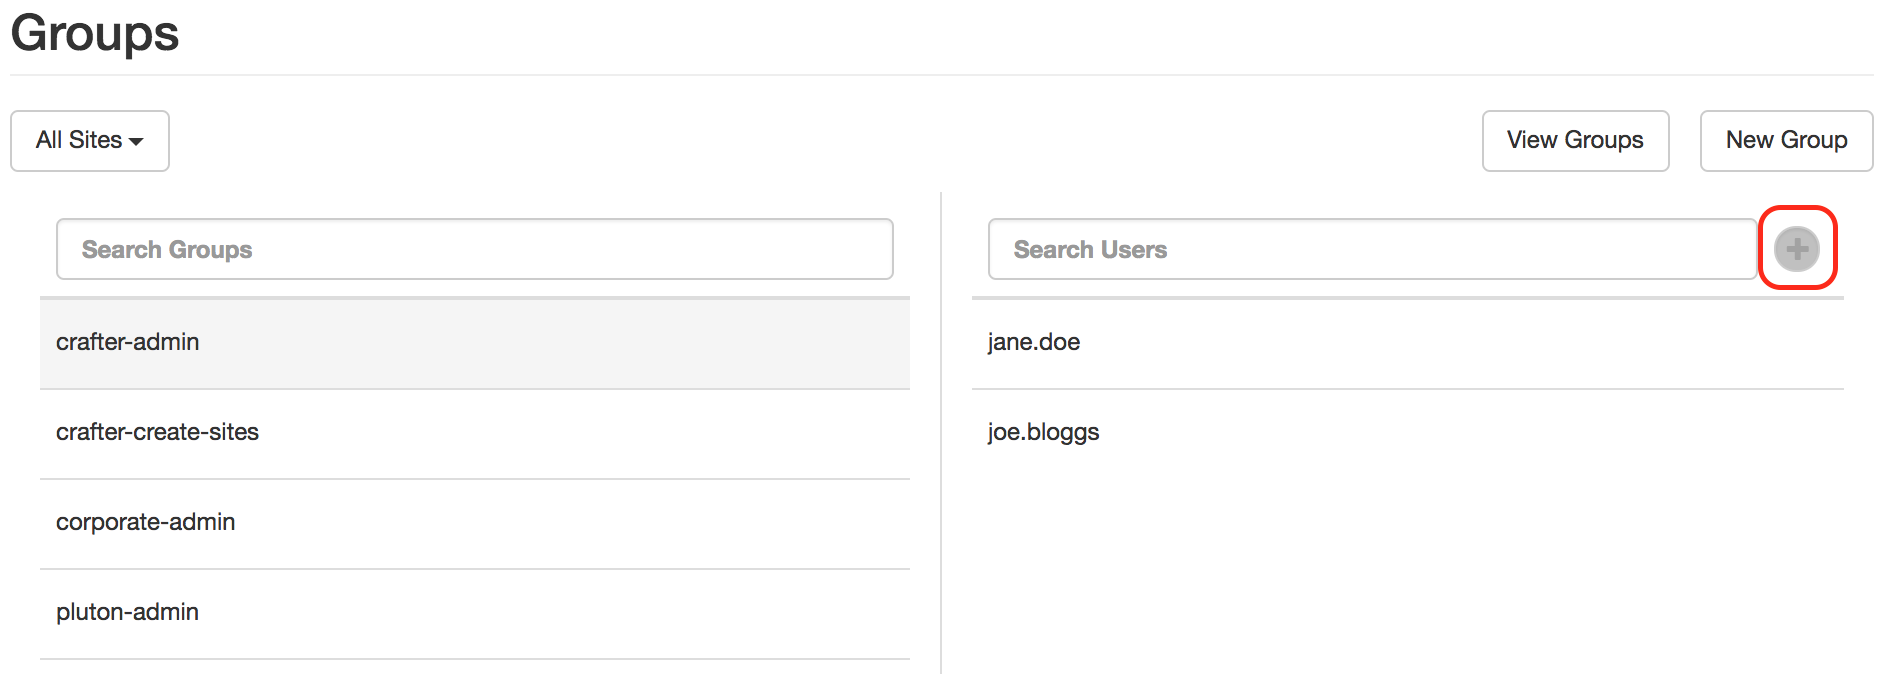 Groups
All Sites
View Groups
New Group
Search Groups
crafter-admin
crafter-create-sites
corporate-admin
pluton-admin
Search Users
jane.doe
joe.bloggs